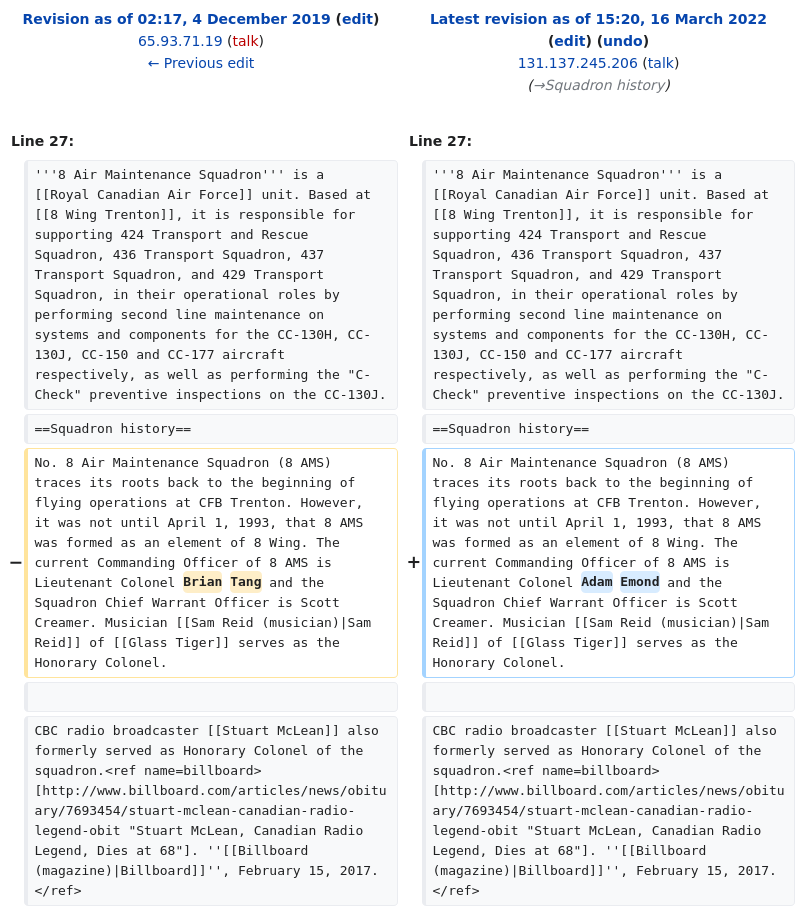 Revision as of 02:17, 4 December 2019 (edit)
65.93.71.19 (talk)
← Previous edit
Latest revision as of 15:20, 16 March 2022
(edit) (undo)
131.137.245.206 (talk)
(→Squadron history)
Line 27:
'''8 Air Maintenance Squadron''' is a
[[Royal Canadian Air Force]] unit. Based at
[[8 Wing Trenton]], it is responsible for
supporting 424 Transport and Rescue
Squadron, 436 Transport Squadron, 437
Transport Squadron, and 429 Transport
Squadron, in their operational roles by
performing second line maintenance on
systems and components for the CC-130H, CC-
130J, CC-150 and CC-177 aircraft
respectively, as well as performing the "C-
Check" preventive inspections on the CC-130J.
==Squadron history==
− No. 8 Air Maintenance Squadron (8 AMS)
traces its roots back to the beginning of
flying operations at CFB Trenton. However,
it was not until April 1, 1993, that 8 AMS
was formed as an element of 8 Wing. The
current Commanding Officer of 8 AMS is
Lieutenant Colonel Brian Tang and the
Squadron Chief Warrant Officer is Scott
Creamer. Musician [[Sam Reid (musician)|Sam
Reid]] of [[Glass Tiger]] serves as the
Honorary Colonel.
CBC radio broadcaster [[Stuart McLean]] also
formerly served as Honorary Colonel of the
squadron.<ref name=billboard>
[http://www.billboard.com/articles/news/obitu
ary/7693454/stuart-mclean-canadian-radio-
legend-obit "Stuart McLean, Canadian Radio
Legend, Dies at 68"]. ''[[Billboard
(magazine)|Billboard]]'', February 15, 2017.
</ref>
Line 27:
'''8 Air Maintenance Squadron''' is a
[[Royal Canadian Air Force]] unit. Based at
[[8 Wing Trenton]], it is responsible for
supporting 424 Transport and Rescue
Squadron, 436 Transport Squadron, 437
Transport Squadron, and 429 Transport
Squadron, in their operational roles by
performing second line maintenance on
systems and components for the CC-130H, CC-
130J, CC-150 and CC-177 aircraft
respectively, as well as performing the "C-
Check" preventive inspections on the CC-130J.
==Squadron history==
+ No. 8 Air Maintenance Squadron (8 AMS)
traces its roots back to the beginning of
flying operations at CFB Trenton. However,
it was not until April 1, 1993, that 8 AMS
was formed as an element of 8 Wing. The
current Commanding Officer of 8 AMS is
Lieutenant Colonel Adam Emond and the
Squadron Chief Warrant Officer is Scott
Creamer. Musician [[Sam Reid (musician)|Sam
Reid]] of [[Glass Tiger]] serves as the
Honorary Colonel.
CBC radio broadcaster [[Stuart McLean]] also
formerly served as Honorary Colonel of the
squadron.<ref name=billboard>
[http://www.billboard.com/articles/news/obitu
ary/7693454/stuart-mclean-canadian-radio-
legend-obit "Stuart McLean, Canadian Radio
Legend, Dies at 68"]. ''[[Billboard
(magazine)|Billboard]]'', February 15, 2017.
</ref>